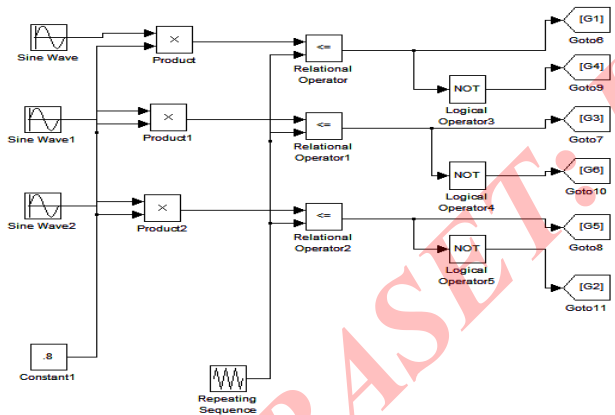 Sine Wave
×
Product
<=
Relational
Operator
[G1]
Goto6
NOT
Logical
Operator3
[G4]
Goto9
Sine Wave1
×
Product1
<=
Relational
Operator1
[G3]
Goto7
NOT
Logical
Operator4
[G6]
Goto10
Sine Wave2
×
Product2
<=
Relational
Operator2
[G5]
Goto8
NOT
Logical
Operator5
[G2]
Goto11
.8
Constant1
Repeating
Sequence
RASET: